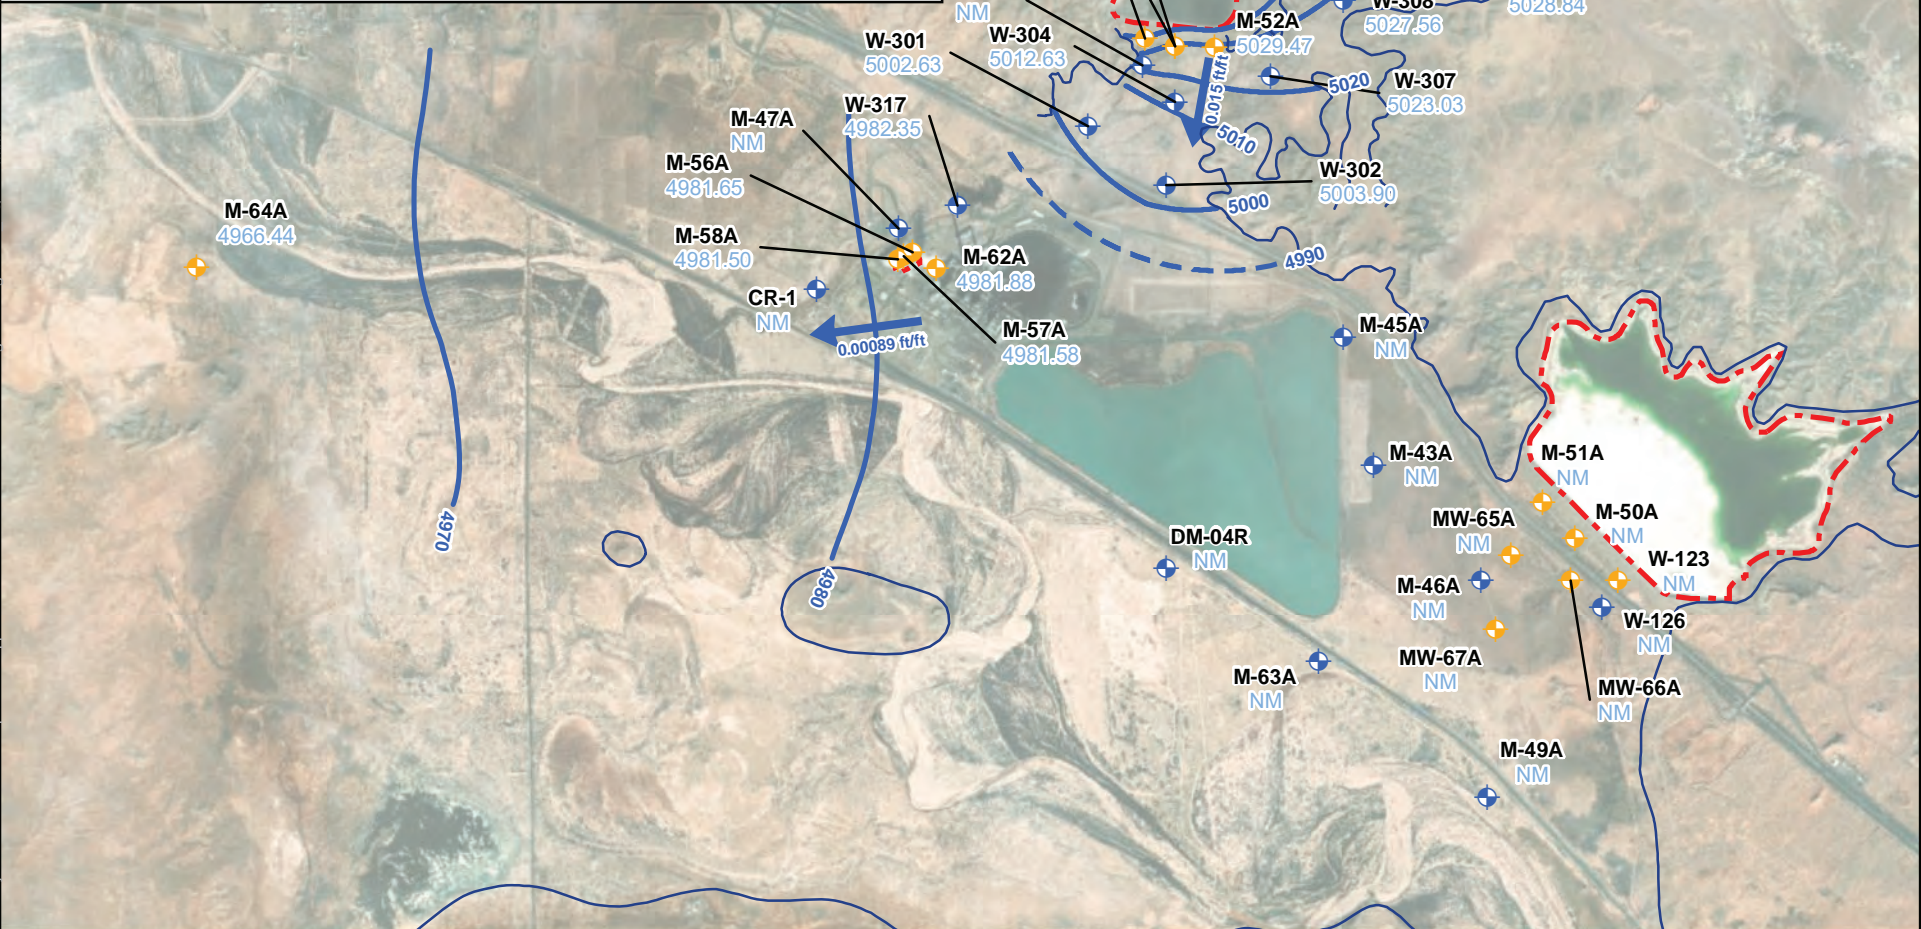 NM
M-52A
5029.47
W-308
5027.56
5028.84
W-301
5002.63
W-304
5012.63
0.015 ft/ft
5020
W-307
5023.03
5010
M-47A
NM
W-317
4982.35
M-56A
4981.65
W-302
5003.90
5000
M-64A
4966.44
M-58A
4981.50
M-62A
4981.88
4990
CR-1
NM
0.00089 ft/ft
M-57A
4981.58
M-45A
NM
M-43A
NM
M-51A
NM
MW-65A
NM
M-50A
NM
4970
DM-04R
NM
W-123
NM
M-46A
NM
4980
W-126
NM
MW-67A
NM
M-63A
NM
MW-66A
NM
M-49A
NM